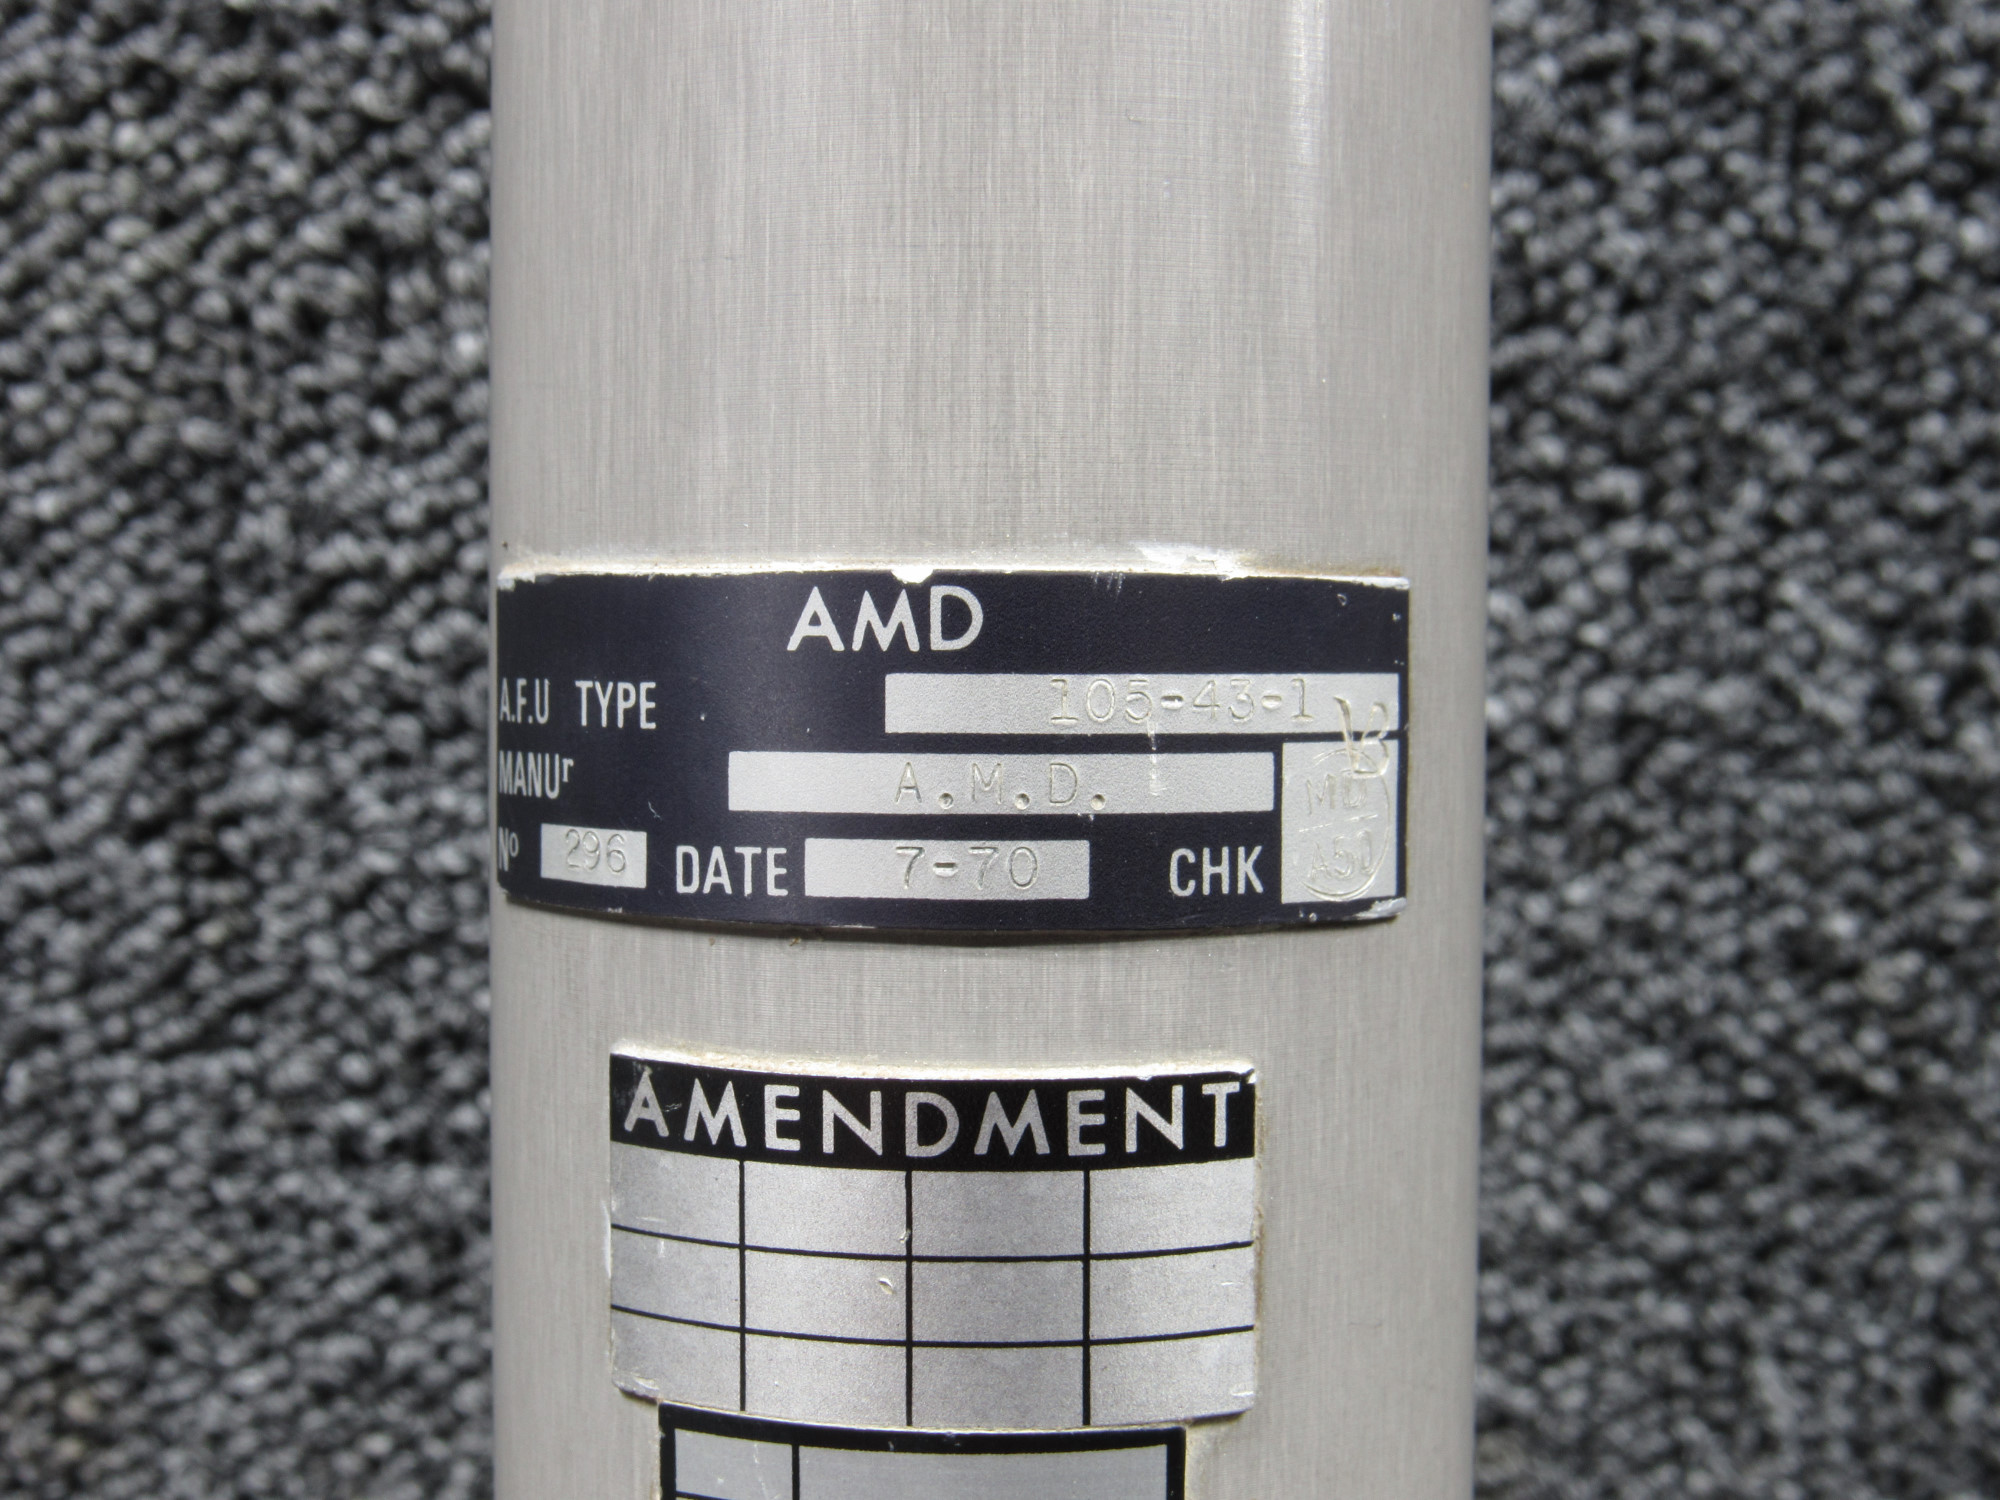 AMD
A.F.U TYPE 105-43-1
MANUr A.M.D.
No 296 DATE 7-70 CHK
AMENDMENT